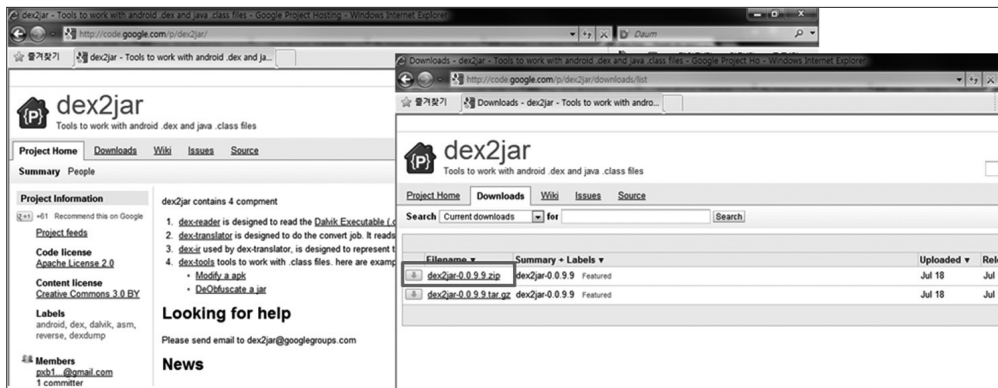 dex2jar - Tools to work with android .dex and java .class files - Google Project Hosting - Windows Internet Explorer
http://code.google.com/p/dex2jar/
Daum
즐겨찾기
dex2jar - Tools to work with android .dex and ja...
dex2jar
Tools to work with android .dex and java .class files
Project Home Downloads Wiki Issues Source
Summary People
Project Information
+61 Recommend this on Google
Project feeds
Code license
Apache License 2.0
Content license
Creative Commons 3.0 BY
Labels
android, dex, dalvik, asm,
reverse, dexdump
Members
pxb1...@gmail.com
1 committer
dex2jar contains 4 compment
1. dex-reader is designed to read the Dalvik Executable (
2. dex-translator is designed to do the convert job. It reads
3. dex-ir used by dex-translator, is designed to represent t
4. dex-tools tools to work with .class files. here are examp
• Modify a apk
• DeObfuscate a jar
Looking for help
Please send email to dex2jar@googlegroups.com
News
Downloads - dex2jar - Tools to work with android .dex and java .class files - Google Project Ho - Windows Internet Explorer
http://code.google.com/p/dex2jar/downloads/list
즐겨찾기
Downloads - dex2jar - Tools to work with andro...
dex2jar
Tools to work with android .dex and java .class files
Project Home Downloads Wiki Issues Source
Search Current downloads for Search
Filename ▼ Summary + Labels ▼ Uploaded ▼ Rele
dex2jar-0.0.9.9.zip dex2jar-0.0.9.9 Featured Jul 18 Jul
dex2jar-0.0.9.9.tar.gz dex2jar-0.0.9.9 Featured Jul 18 Jul